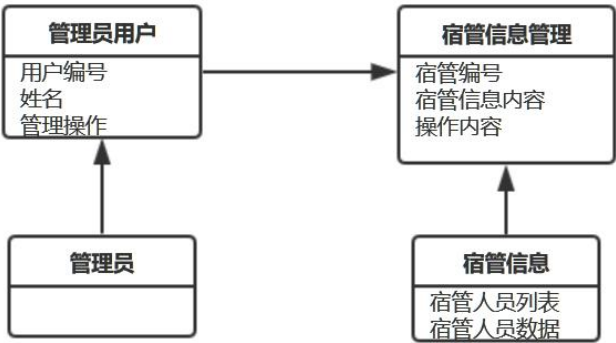 管理员用户
用户编号
姓名
管理操作
宿管信息管理
宿管编号
宿管信息内容
操作内容
管理员
宿管信息
宿管人员列表
宿管人员数据